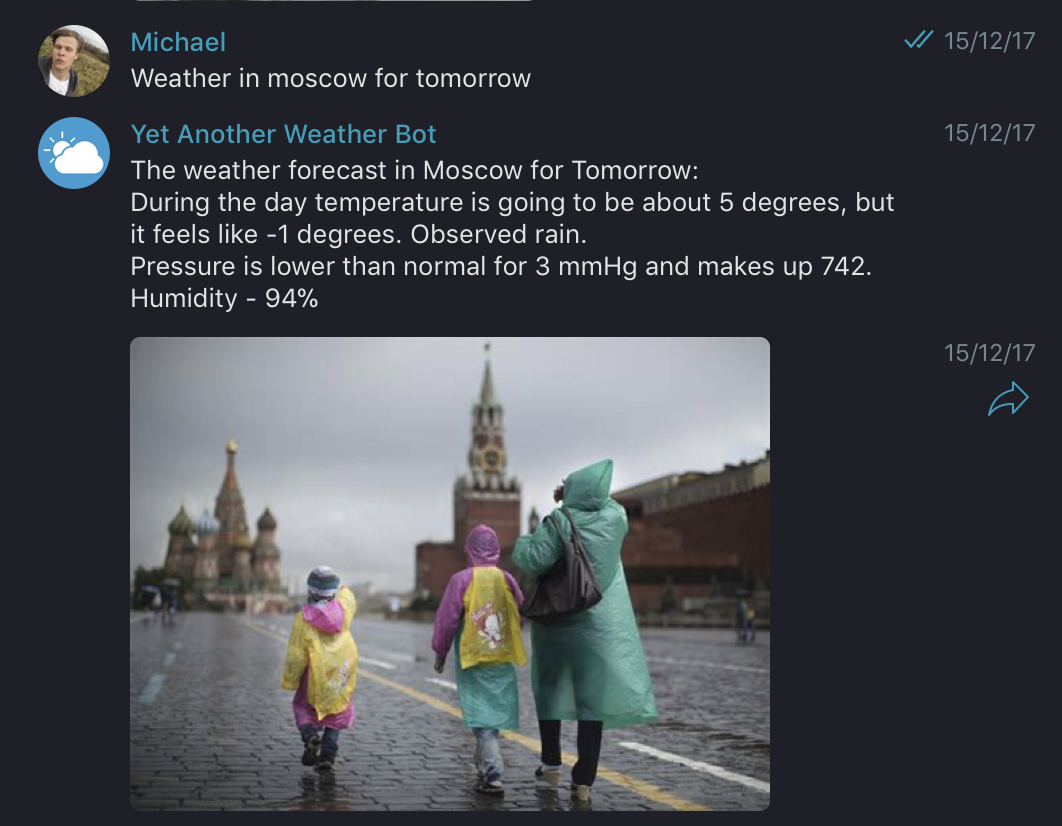 Michael
15/12/17
Weather in moscow for tomorrow
Yet Another Weather Bot
15/12/17
The weather forecast in Moscow for Tomorrow:
During the day temperature is going to be about 5 degrees, but
it feels like -1 degrees. Observed rain.
Pressure is lower than normal for 3 mmHg and makes up 742.
Humidity - 94%
15/12/17